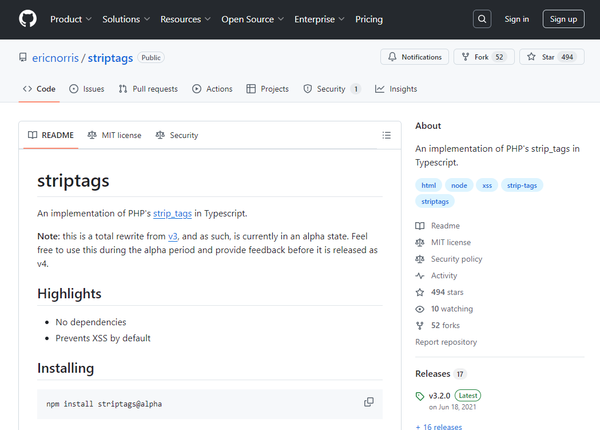 Product Solutions Resources Open Source Enterprise Pricing Sign in Sign up
ericnorris / striptags Public Notifications Fork 52 Star 494
Code Issues Pull requests Actions Projects Security 1 Insights
README MIT license Security
striptags
An implementation of PHP's strip_tags in Typescript.
Note: this is a total rewrite from v3, and as such, is currently in an alpha state. Feel
free to use this during the alpha period and provide feedback before it is released as
v4.
Highlights
No dependencies
Prevents XSS by default
Installing
npm install striptags@alpha
About
An implementation of PHP's strip_tags in
Typescript.
html node xss strip-tags
striptags
Readme
MIT license
Security policy
Activity
494 stars
10 watching
52 forks
Report repository
Releases 17
v3.2.0 Latest
on Jun 18, 2021
+ 16 releases